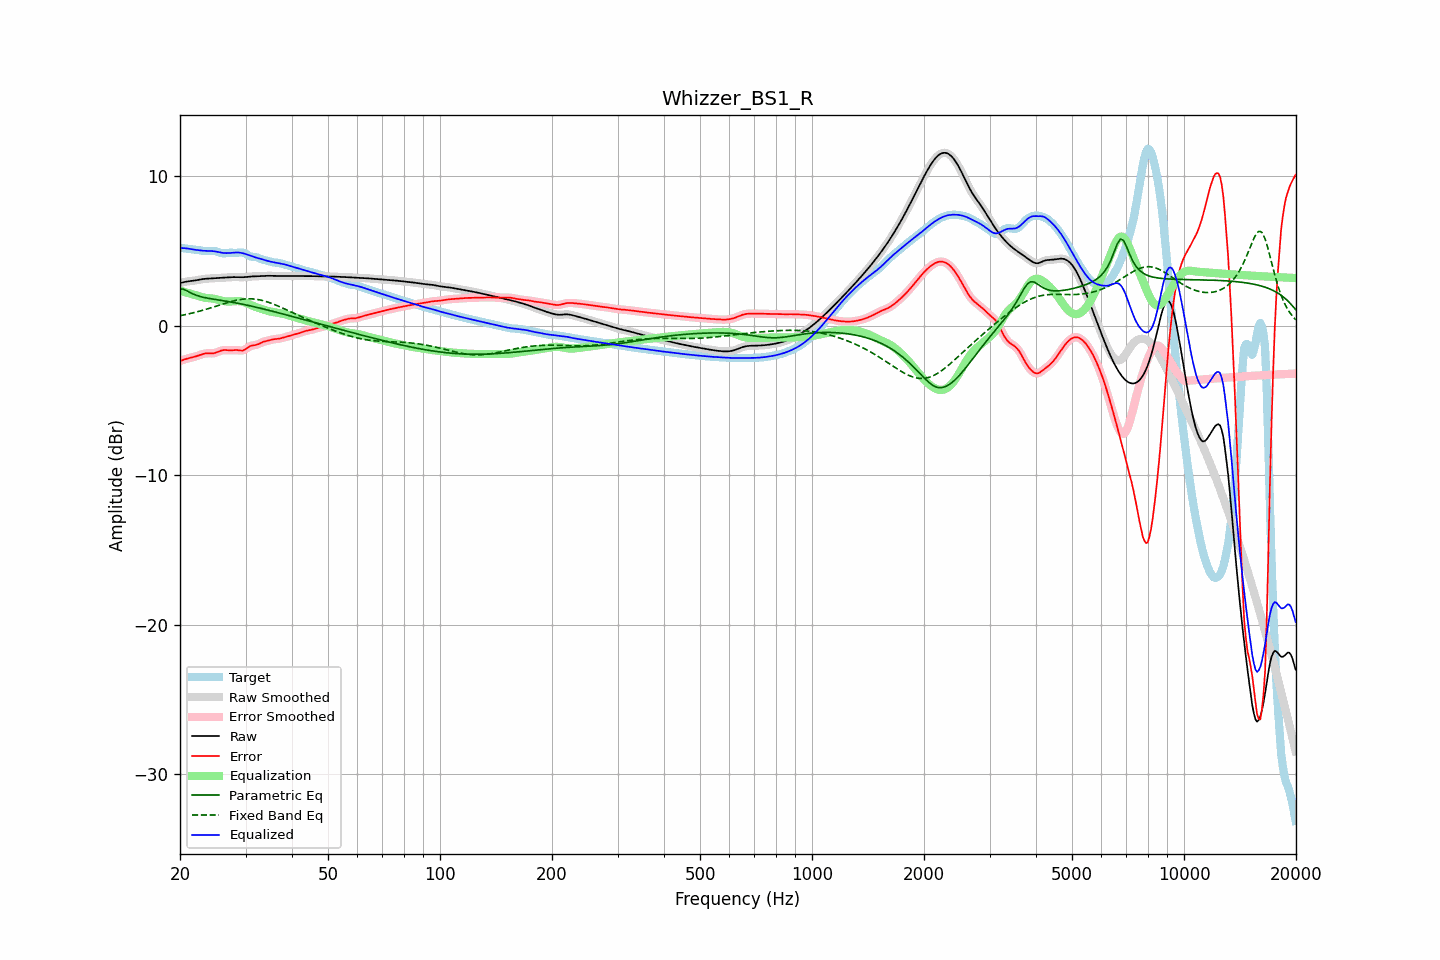 Whizzer_BS1_R
Amplitude (dBr)
10
0
−10
−20
−30
Target
Raw Smoothed
Error Smoothed
Raw
Error
Equalization
Parametric Eq
Fixed Band Eq
Equalized
20 50 100 200 500 1000 2000 5000 10000 20000
Frequency (Hz)